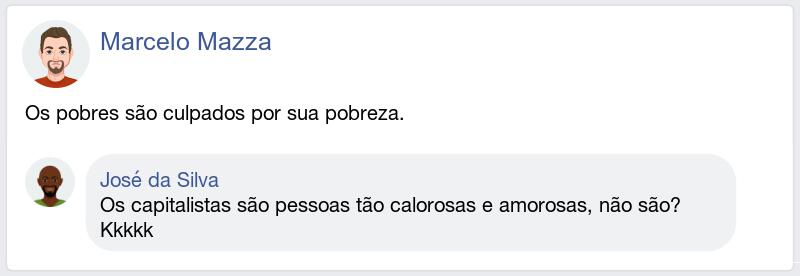 Marcelo Mazza
Os pobres são culpados por sua pobreza.
José da Silva
Os capitalistas são pessoas tão calorosas e amorosas, não são?
Kkkkk